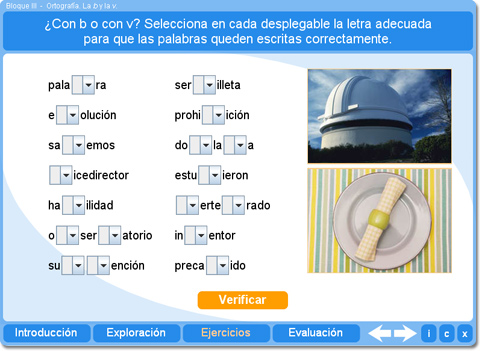 Bloque III - Ortografía. La b y la v
¿Con b o con v? Selecciona en cada desplegable la letra adecuada
para que las palabras queden escritas correctamente.
pala ra
ser illeta
e olución
prohi ición
sa emos
do la a
icedirector
estu ieron
ha ilidad
erte rado
o ser atorio
in entor
su ención
preca ido
Verificar
Introducción Exploración Ejercicios Evaluación i c x